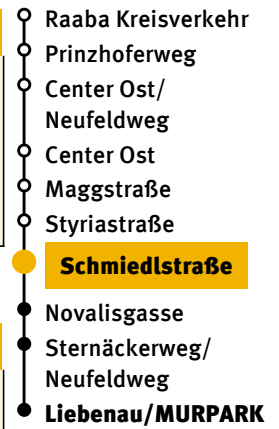 Raaba Kreisverkehr
Prinzhoferweg
Center Ost/
Neufeldweg
Center Ost
Maggstraße
Styriastraße
Schmiedlstraße
Novalisgasse
Sternäckerweg/
Neufeldweg
Liebenau/MURPARK